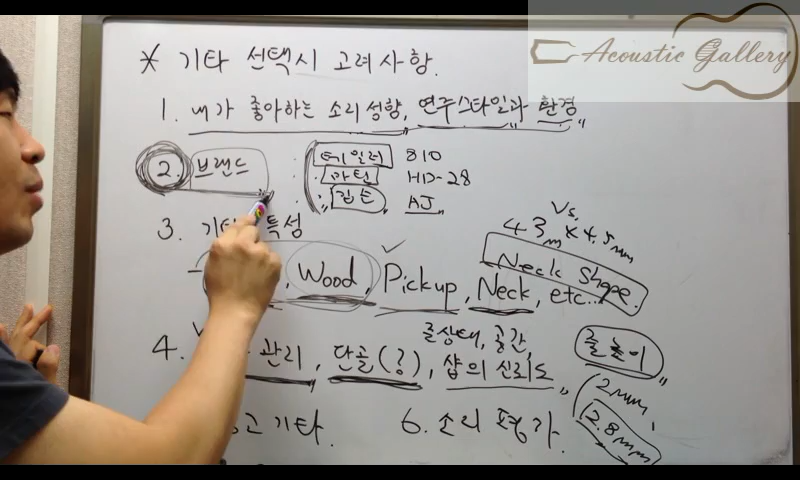 Acoustic Gallery
* 기타 선택시 고려사항.
1. 내가 좋아하는 소리성향, 연주스타일과 환경
2. 브랜드 : 테일러 810
마틴 HD-28
깁슨 AJ
3. 기타 특성
43mm vs. 44.5mm
Wood, Pickup, Neck, etc...
Neck Shape.
줄상태, 공간,
4. 관리, 단골(?), 샵의 신뢰도
줄높이
2mm,
2.8mm
기타. 6. 소리 평가.